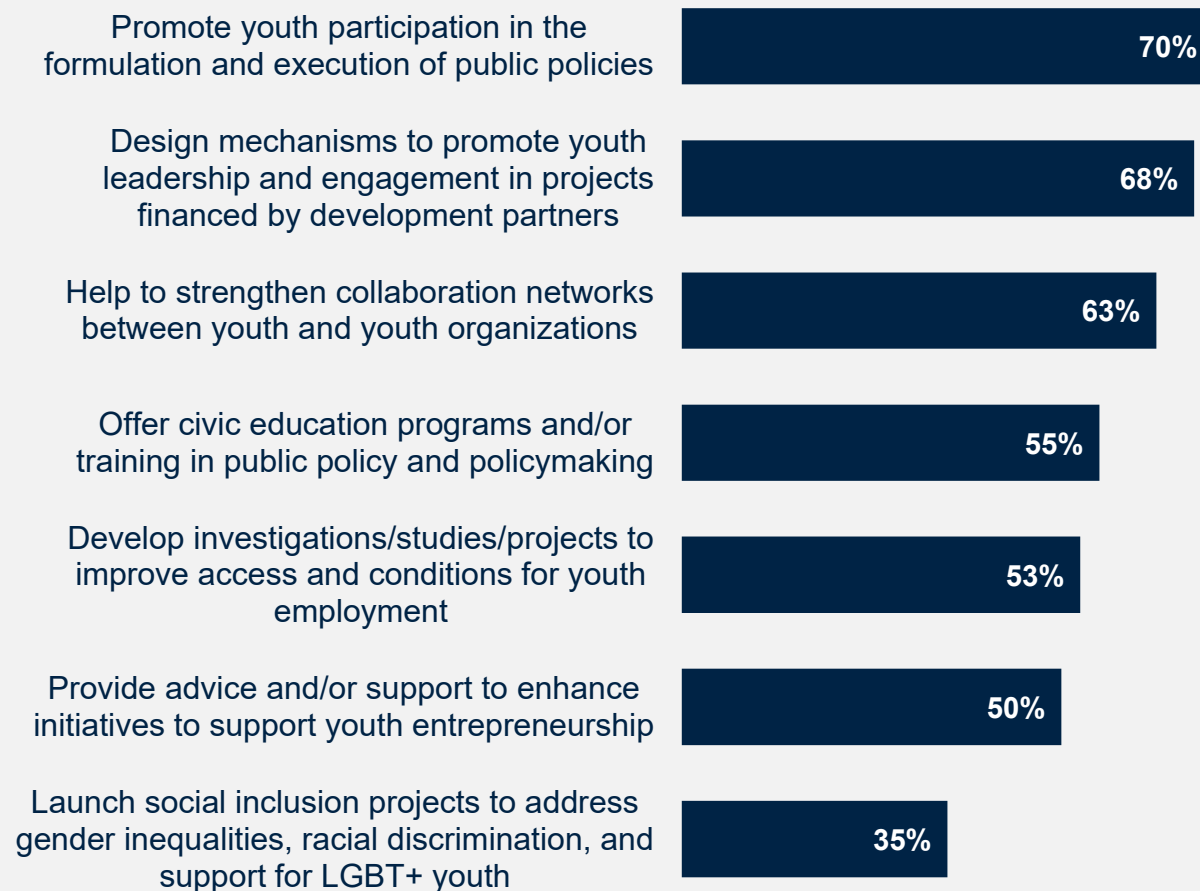 Promote youth participation in the
formulation and execution of public policies
70%
Design mechanisms to promote youth
leadership and engagement in projects
financed by development partners
68%
Help to strengthen collaboration networks
between youth and youth organizations
63%
Offer civic education programs and/or
training in public policy and policymaking
55%
Develop investigations/studies/projects to
improve access and conditions for youth
employment
53%
Provide advice and/or support to enhance
initiatives to support youth entrepreneurship
50%
Launch social inclusion projects to address
gender inequalities, racial discrimination, and
support for LGBT+ youth
35%